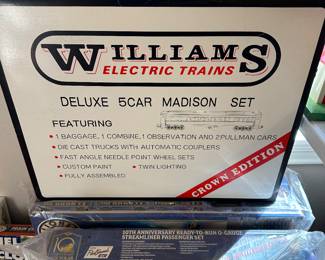 WILLIAMS
ELECTRIC TRAINS
DELUXE 5CAR MADISON SET
FEATURING
• 1 BAGGAGE, 1 COMBINE, 1 OBSERVATION AND 2 PULLMAN CARS
• DIE CAST TRUCKS WITH AUTOMATIC COUPLERS
• FAST ANGLE NEEDLE POINT WHEEL SETS
• CUSTOM PAINT • TWIN LIGHTING
• FULLY ASSEMBLED
CROWN EDITION
50TH ANNIVERSARY READY-TO-RUN O-GAUGE
STREAMLINER PASSENGER SET